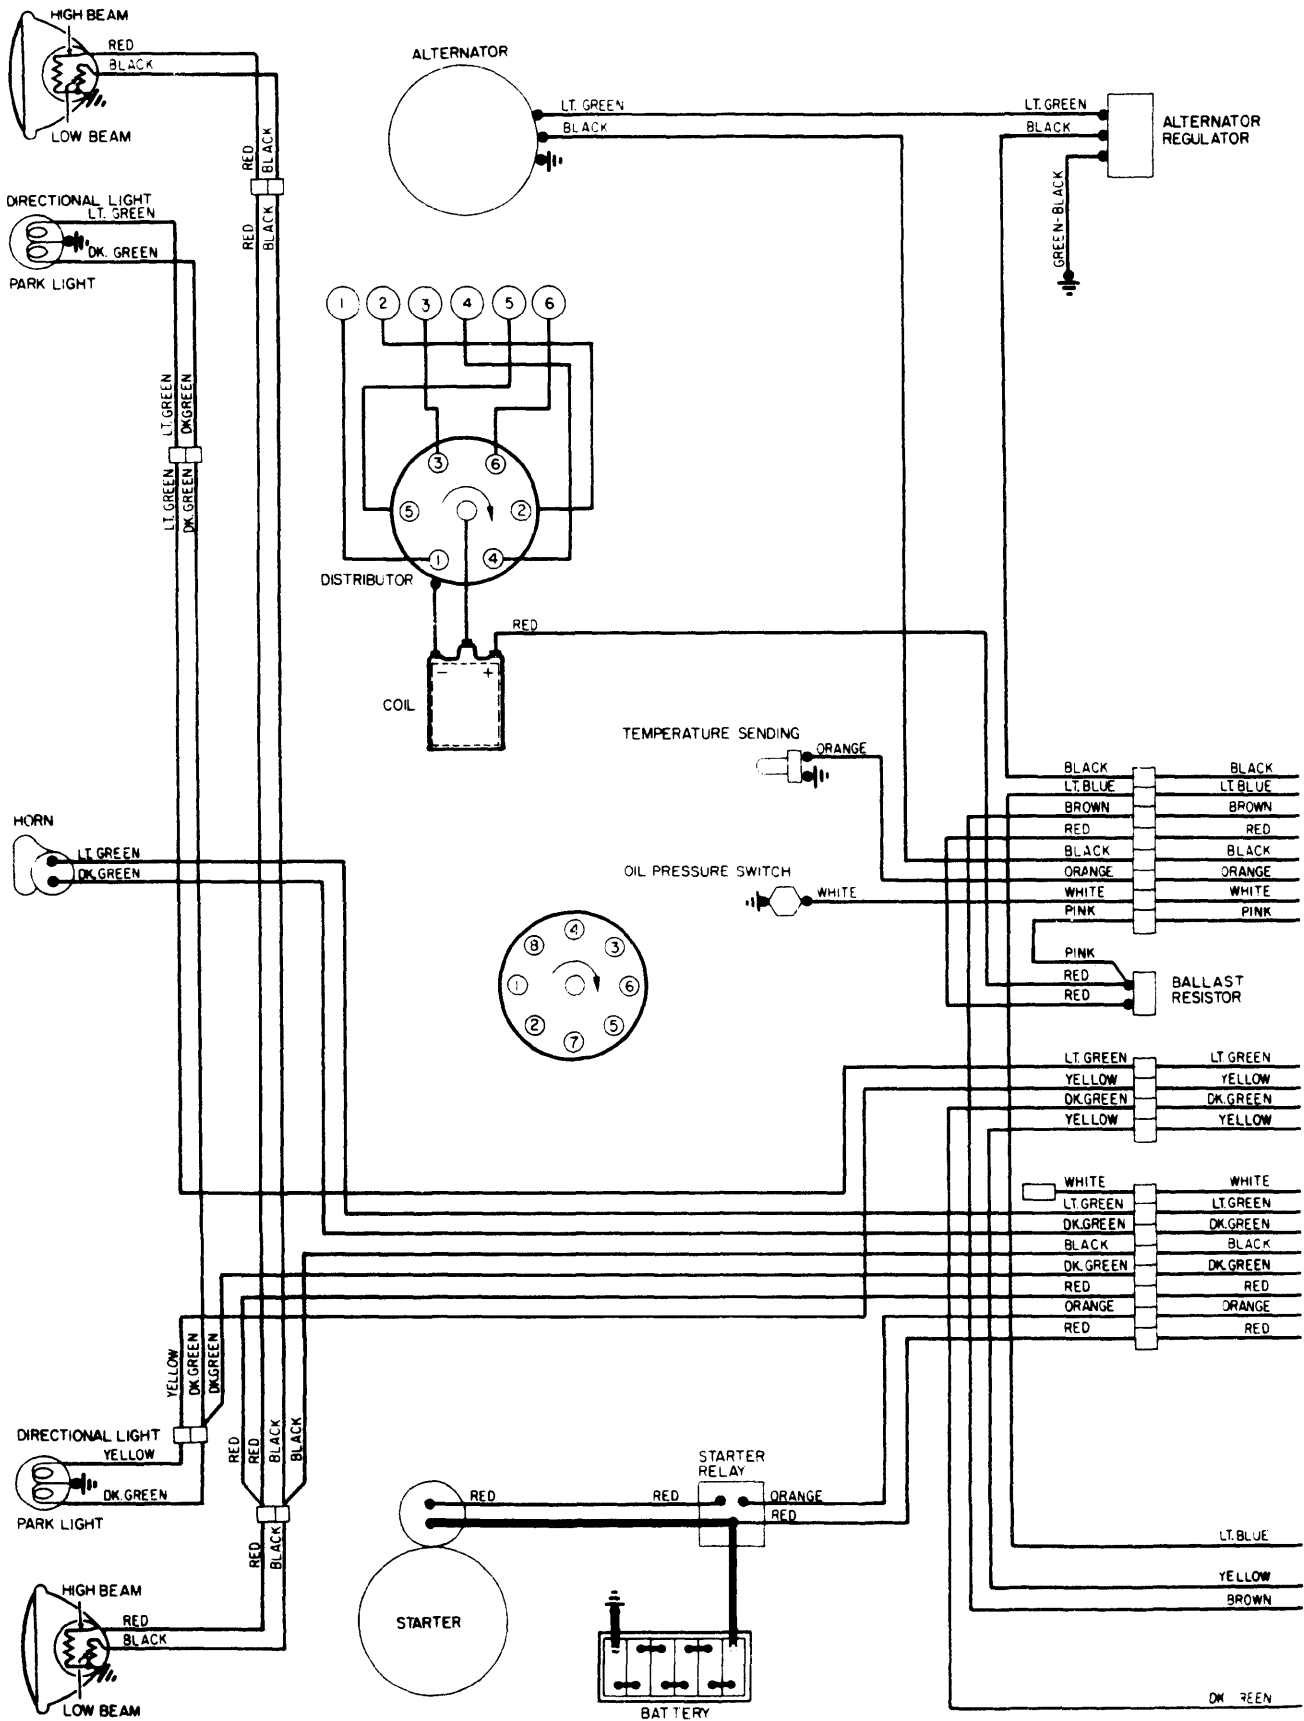 HIGH BEAM
RED
BLACK
LOW BEAM
RED
BLACK
RED
BLACK
DIRECTIONAL LIGHT
LT. GREEN
DK. GREEN
PARK LIGHT
LT. GREEN
DK GREEN
LT. GREEN
DK. GREEN
ALTERNATOR
LT. GREEN
BLACK
LT. GREEN
BLACK
GREEN-BLACK
ALTERNATOR
REGULATOR
1 2 3 4 5 6
3 6
5 2
1 4
DISTRIBUTOR
RED
- +
COIL
TEMPERATURE SENDING
ORANGE
HORN
LT. GREEN
DK. GREEN
OIL PRESSURE SWITCH
WHITE
4
8 3
1 6
2 5
7
BLACK BLACK
LT. BLUE LT. BLUE
BROWN BROWN
RED RED
BLACK BLACK
ORANGE ORANGE
WHITE WHITE
PINK PINK
PINK
RED
RED
BALLAST
RESISTOR
LT. GREEN LT. GREEN
YELLOW YELLOW
DK. GREEN DK. GREEN
YELLOW YELLOW
WHITE WHITE
LT. GREEN LT. GREEN
DK. GREEN DK. GREEN
BLACK BLACK
DK. GREEN DK. GREEN
RED RED
ORANGE ORANGE
RED RED
YELLOW
DK. GREEN
DK. GREEN
DIRECTIONAL LIGHT
YELLOW
DK. GREEN
PARK LIGHT
RED
RED
BLACK
BLACK
RED
BLACK
HIGH BEAM
RED
BLACK
LOW BEAM
STARTER
RELAY
RED
RED
ORANGE
RED
STARTER
BATTERY
LT. BLUE
YELLOW
BROWN
DK